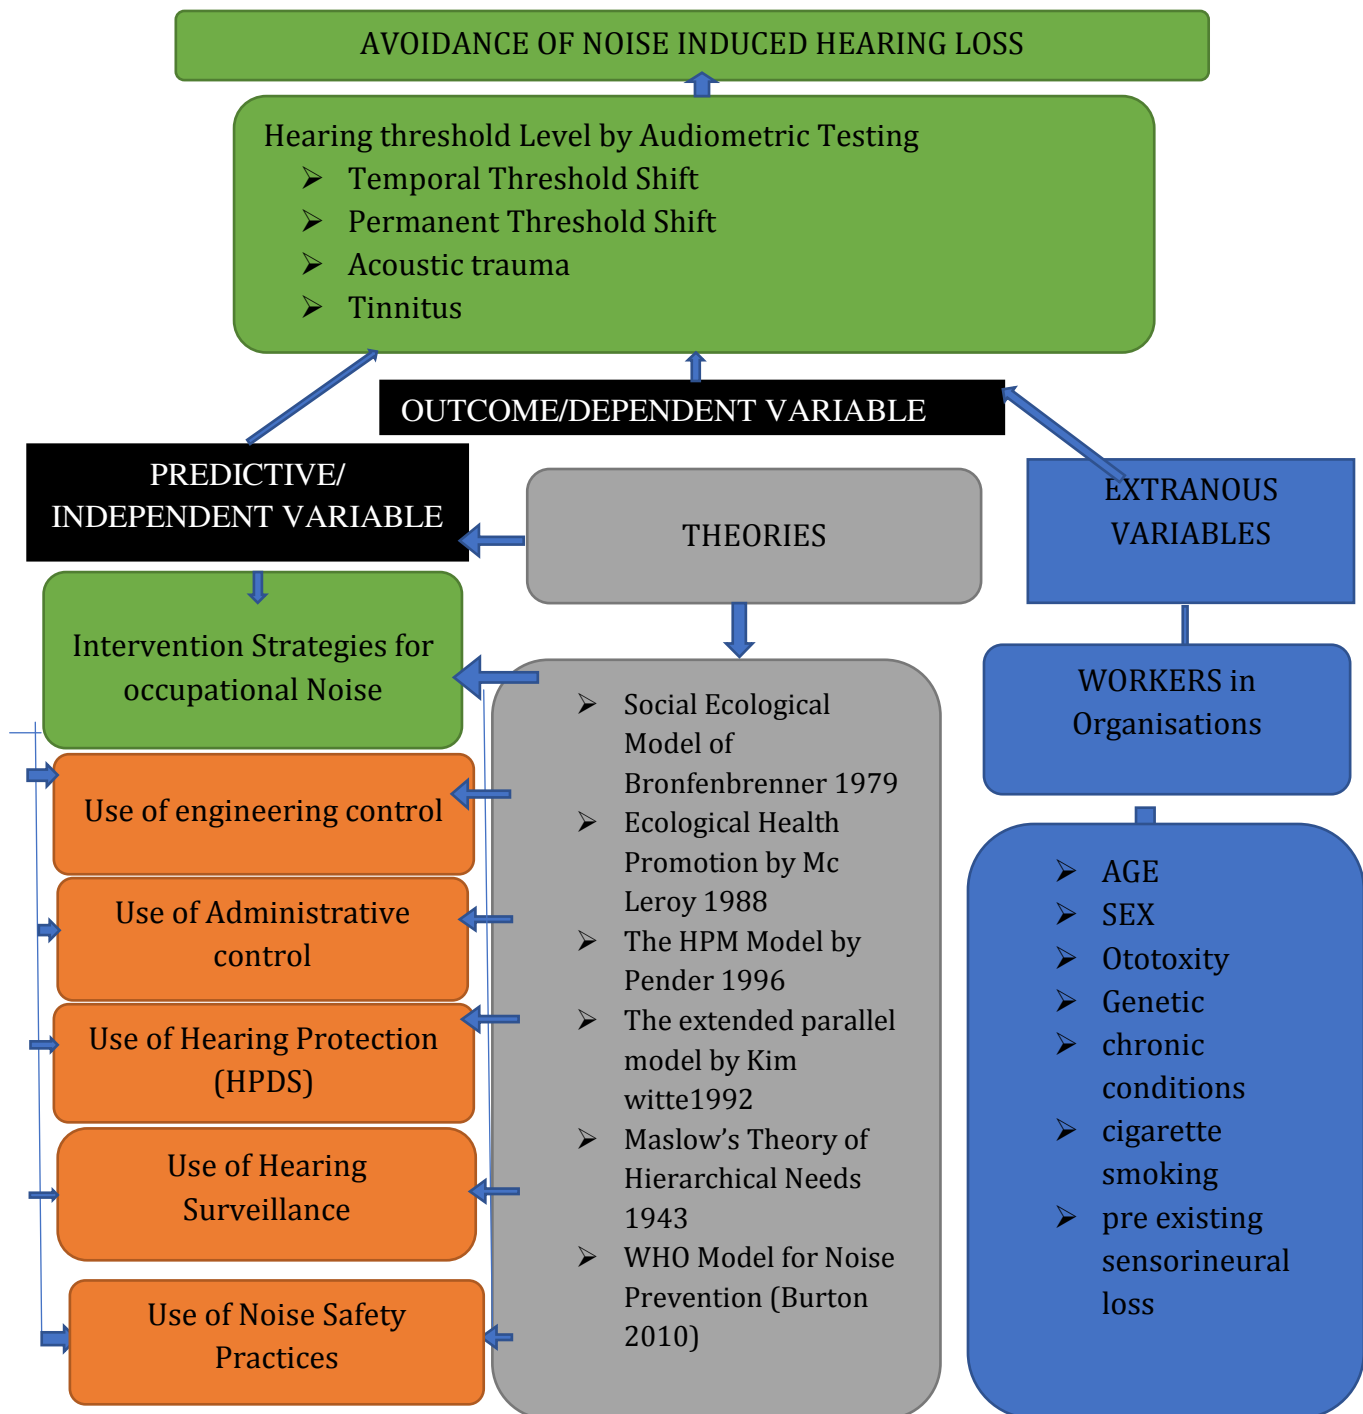 AVOIDANCE OF NOISE INDUCED HEARING LOSS
Hearing threshold Level by Audiometric Testing
➢ Temporal Threshold Shift
➢ Permanent Threshold Shift
➢ Acoustic trauma
➢ Tinnitus
OUTCOME/DEPENDENT VARIABLE
PREDICTIVE/
INDEPENDENT VARIABLE
THEORIES
EXTRANOUS
VARIABLES
Intervention Strategies for
occupational Noise
Use of engineering control
Use of Administrative
control
Use of Hearing Protection
(HPDS)
Use of Hearing
Surveillance
Use of Noise Safety
Practices
➢ Social Ecological
Model of
Bronfenbrenner 1979
➢ Ecological Health
Promotion by Mc
Leroy 1988
➢ The HPM Model by
Pender 1996
➢ The extended parallel
model by Kim
witte1992
➢ Maslow’s Theory of
Hierarchical Needs
1943
➢ WHO Model for Noise
Prevention (Burton
2010)
WORKERS in
Organisations
➢ AGE
➢ SEX
➢ Ototoxity
➢ Genetic
➢ chronic
conditions
➢ cigarette
smoking
➢ pre existing
sensorineural
loss